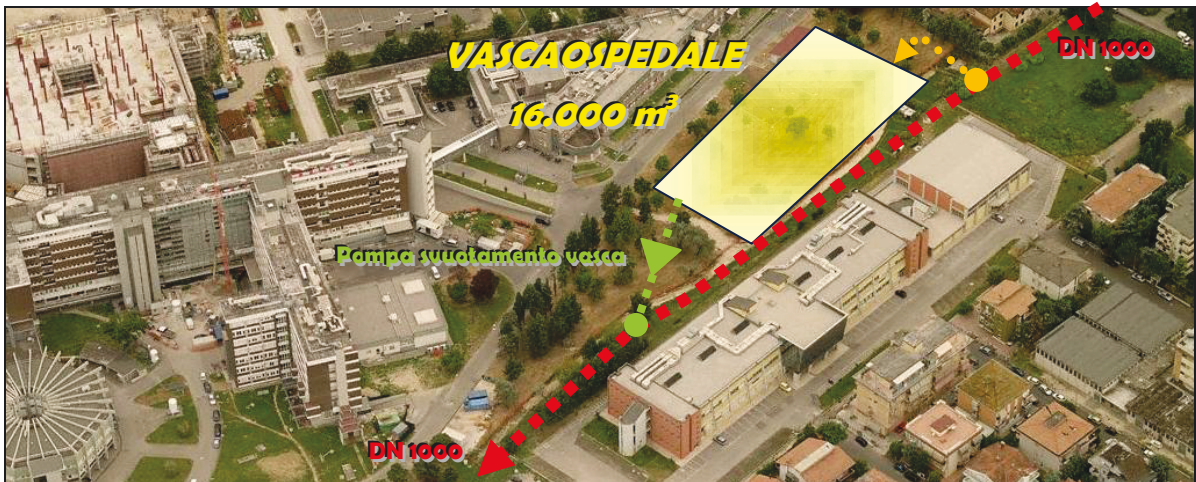 VASCAOSPEDALE
16.000 m³
DN 1000
Pompa svuotamento vasca
DN 1000